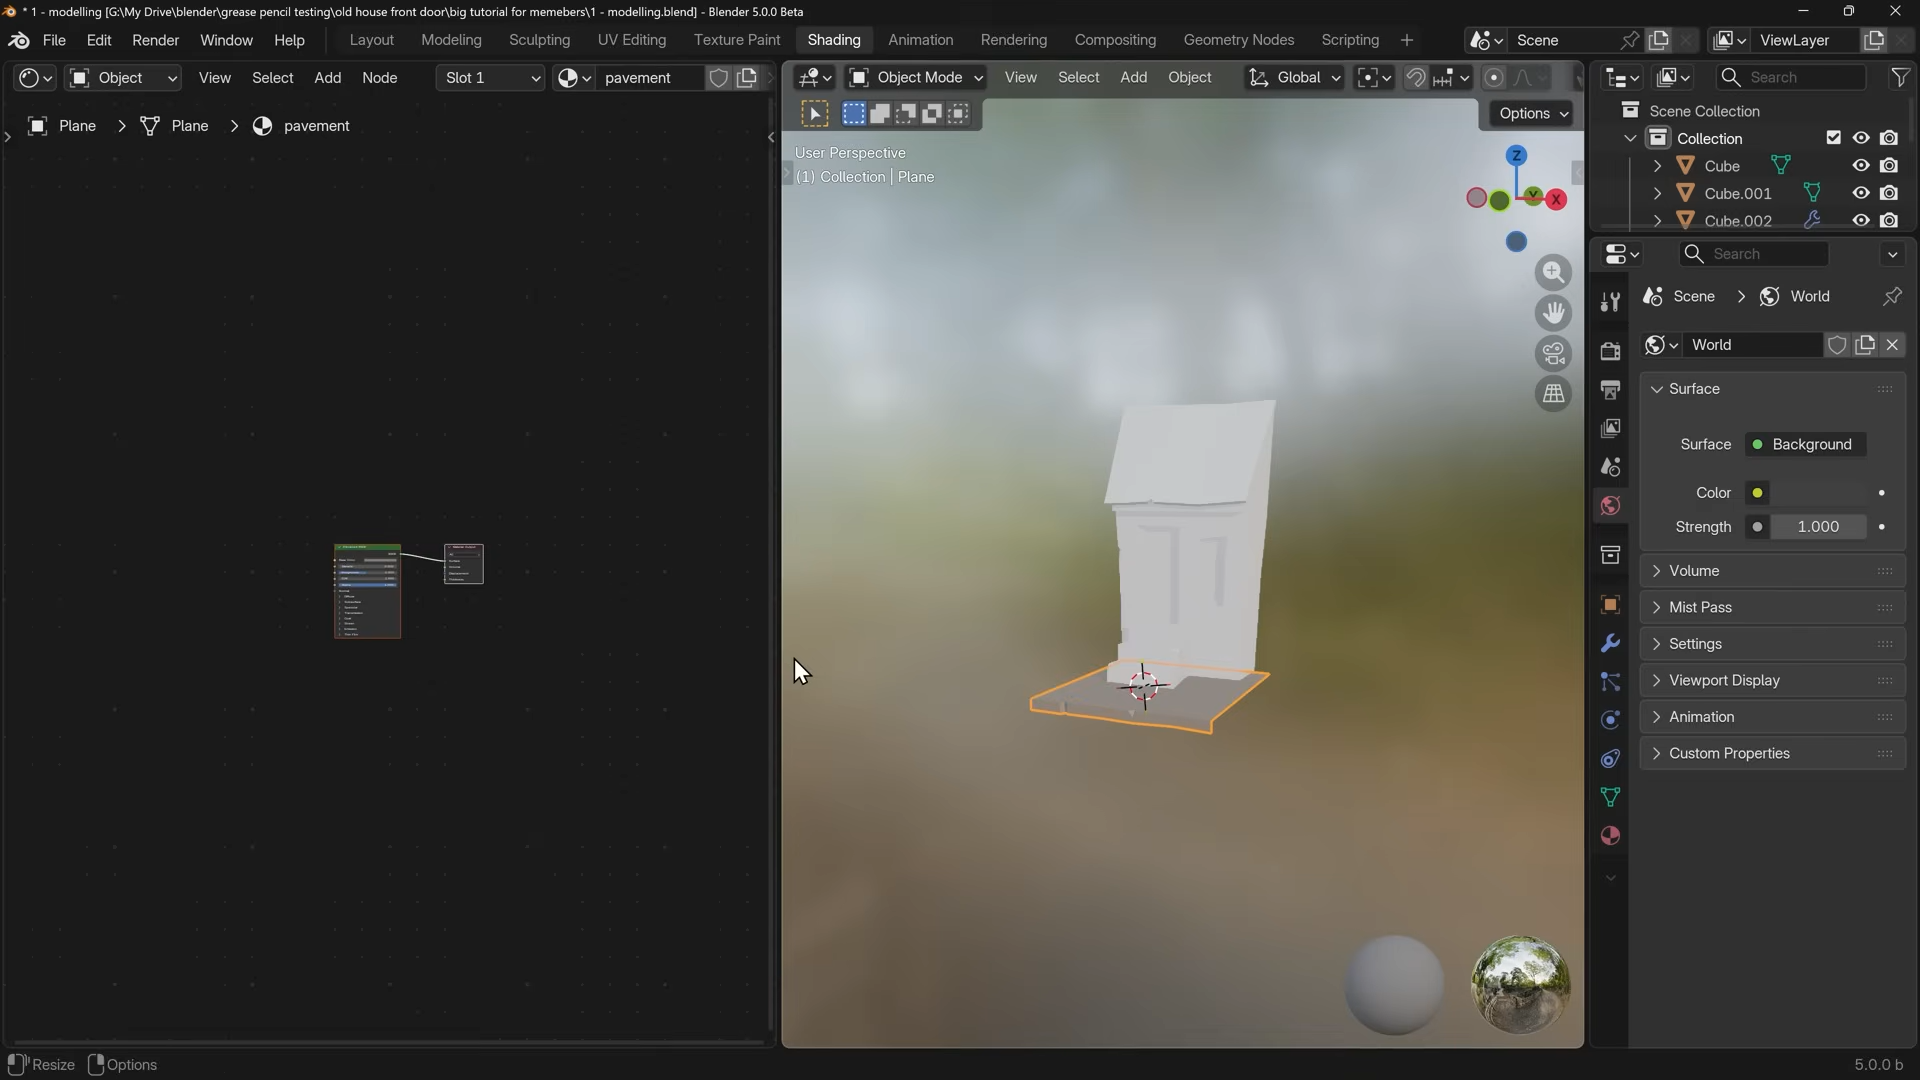 * 1 - modelling [G:\My Drive\blender\grease pencil testing\old house front door\big tutorial for memebers\1 - modelling.blend] - Blender 5.0.0 Beta
File Edit Render Window Help Layout Modeling Sculpting UV Editing Texture Paint Shading Animation Rendering Compositing Geometry Nodes Scripting + Scene ViewLayer
Object View Select Add Node Slot 1 pavement
Object Mode View Select Add Object Global
Search
Options
Plane > Plane > pavement
User Perspective
(1) Collection | Plane
Z
Y
X
Scene Collection
Collection
Cube
Cube.001
Cube.002
Search
Scene > World
World
Surface
Surface Background
Color
Strength 1.000
Volume
Mist Pass
Settings
Viewport Display
Animation
Custom Properties
Resize Options
5.0.0 b